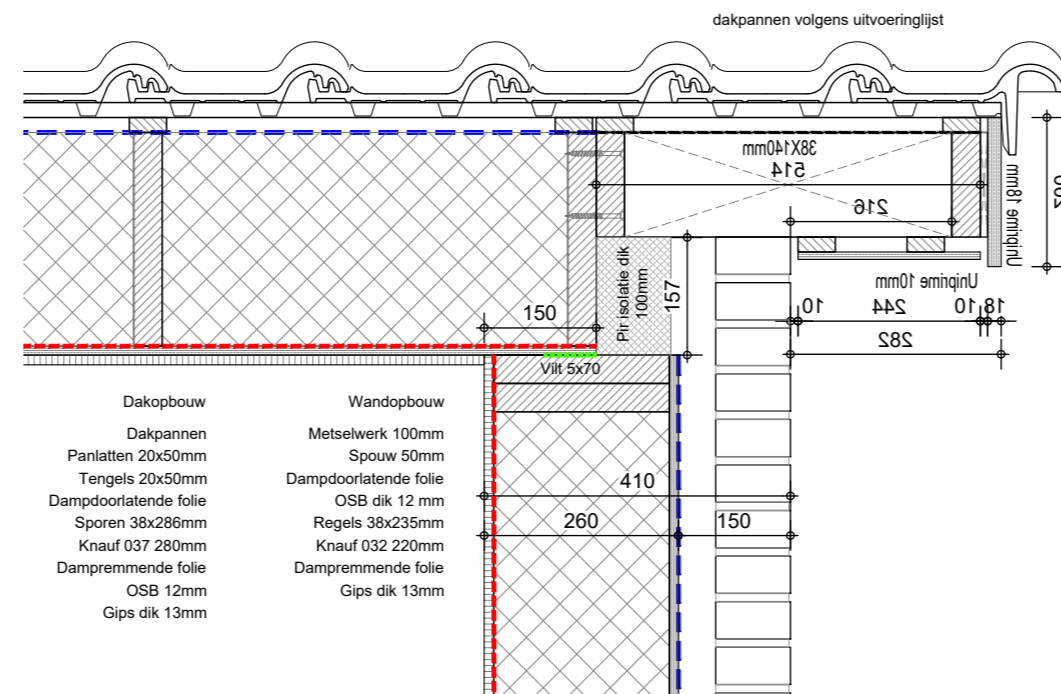 dakpannen volgens uitvoeringlijst
38X140mm
514
216
Uniprime 18mm
Uniprime 10mm
10
244
10
18
282
150
157
Pir isolatie dik
100mm
Vilt 5x70
410
260
150
Dakopbouw
Dakpannen
Panlatten 20x50mm
Tengels 20x50mm
Dampdoorlatende folie
Sporen 38x286mm
Knauf 037 280mm
Dampremmende folie
OSB 12mm
Gips dik 13mm
Wandopbouw
Metselwerk 100mm
Spouw 50mm
Dampdoorlatende folie
OSB dik 12 mm
Regels 38x235mm
Knauf 032 220mm
Dampremmende folie
Gips dik 13mm